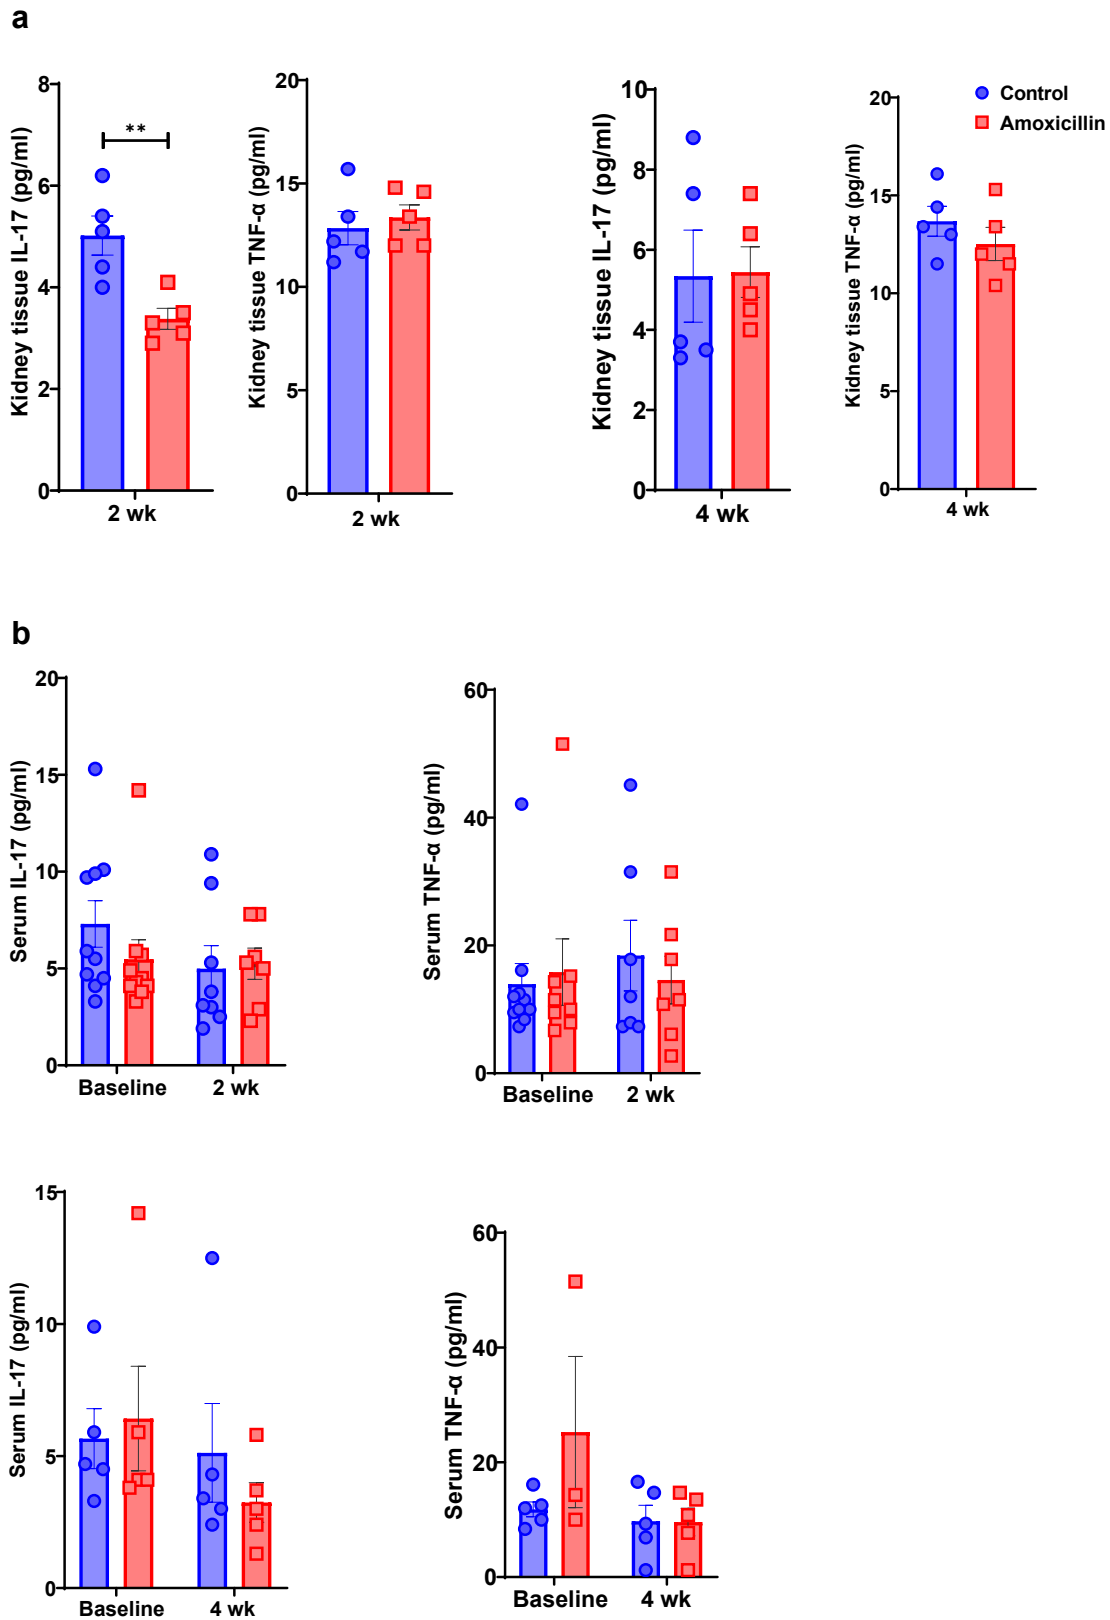 a
Kidney tissue IL-17 (pg/ml)
8
6
4
2
0
**
2 wk
Kidney tissue TNF-α (pg/ml)
20
15
10
5
0
2 wk
Kidney tissue IL-17 (pg/ml)
10
8
6
4
2
0
4 wk
Kidney tissue TNF-α (pg/ml)
20
15
10
5
0
4 wk
Control
Amoxicillin
b
Serum IL-17 (pg/ml)
20
15
10
5
0
Baseline 2 wk
Serum TNF-α (pg/ml)
60
40
20
0
Baseline 2 wk
Serum IL-17 (pg/ml)
15
10
5
0
Baseline 4 wk
Serum TNF-α (pg/ml)
60
40
20
0
Baseline 4 wk